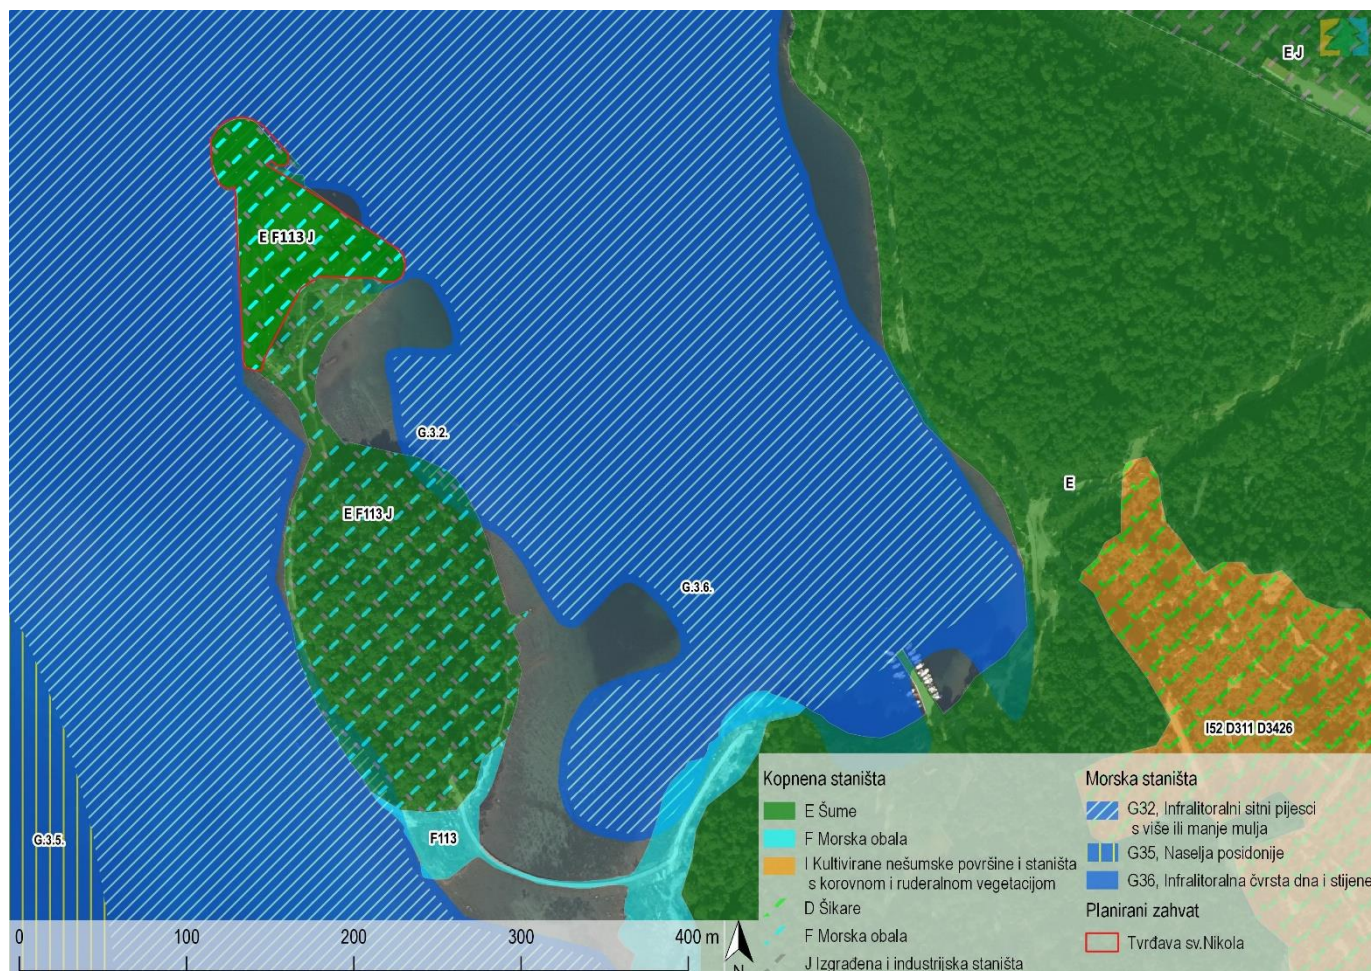 E J
E F113 J
G.3.2.
E
E F113 J
G.3.6.
I52 D311 D3426
G.3.5.
F113
0 100 200 300 400 m
N
Kopnena staništa
E Šume
F Morska obala
I Kultivirane nešumske površine i staništa
s korovnom i ruderalnom vegetacijom
D Šikare
F Morska obala
J Izgrađena i industrijska staništa
Morska staništa
G32, Infralitoralni sitni pijesci
s više ili manje mulja
G35, Naselja posidonije
G36, Infralitoralna čvrsta dna i stijene
Planirani zahvat
Tvrđava sv.Nikola